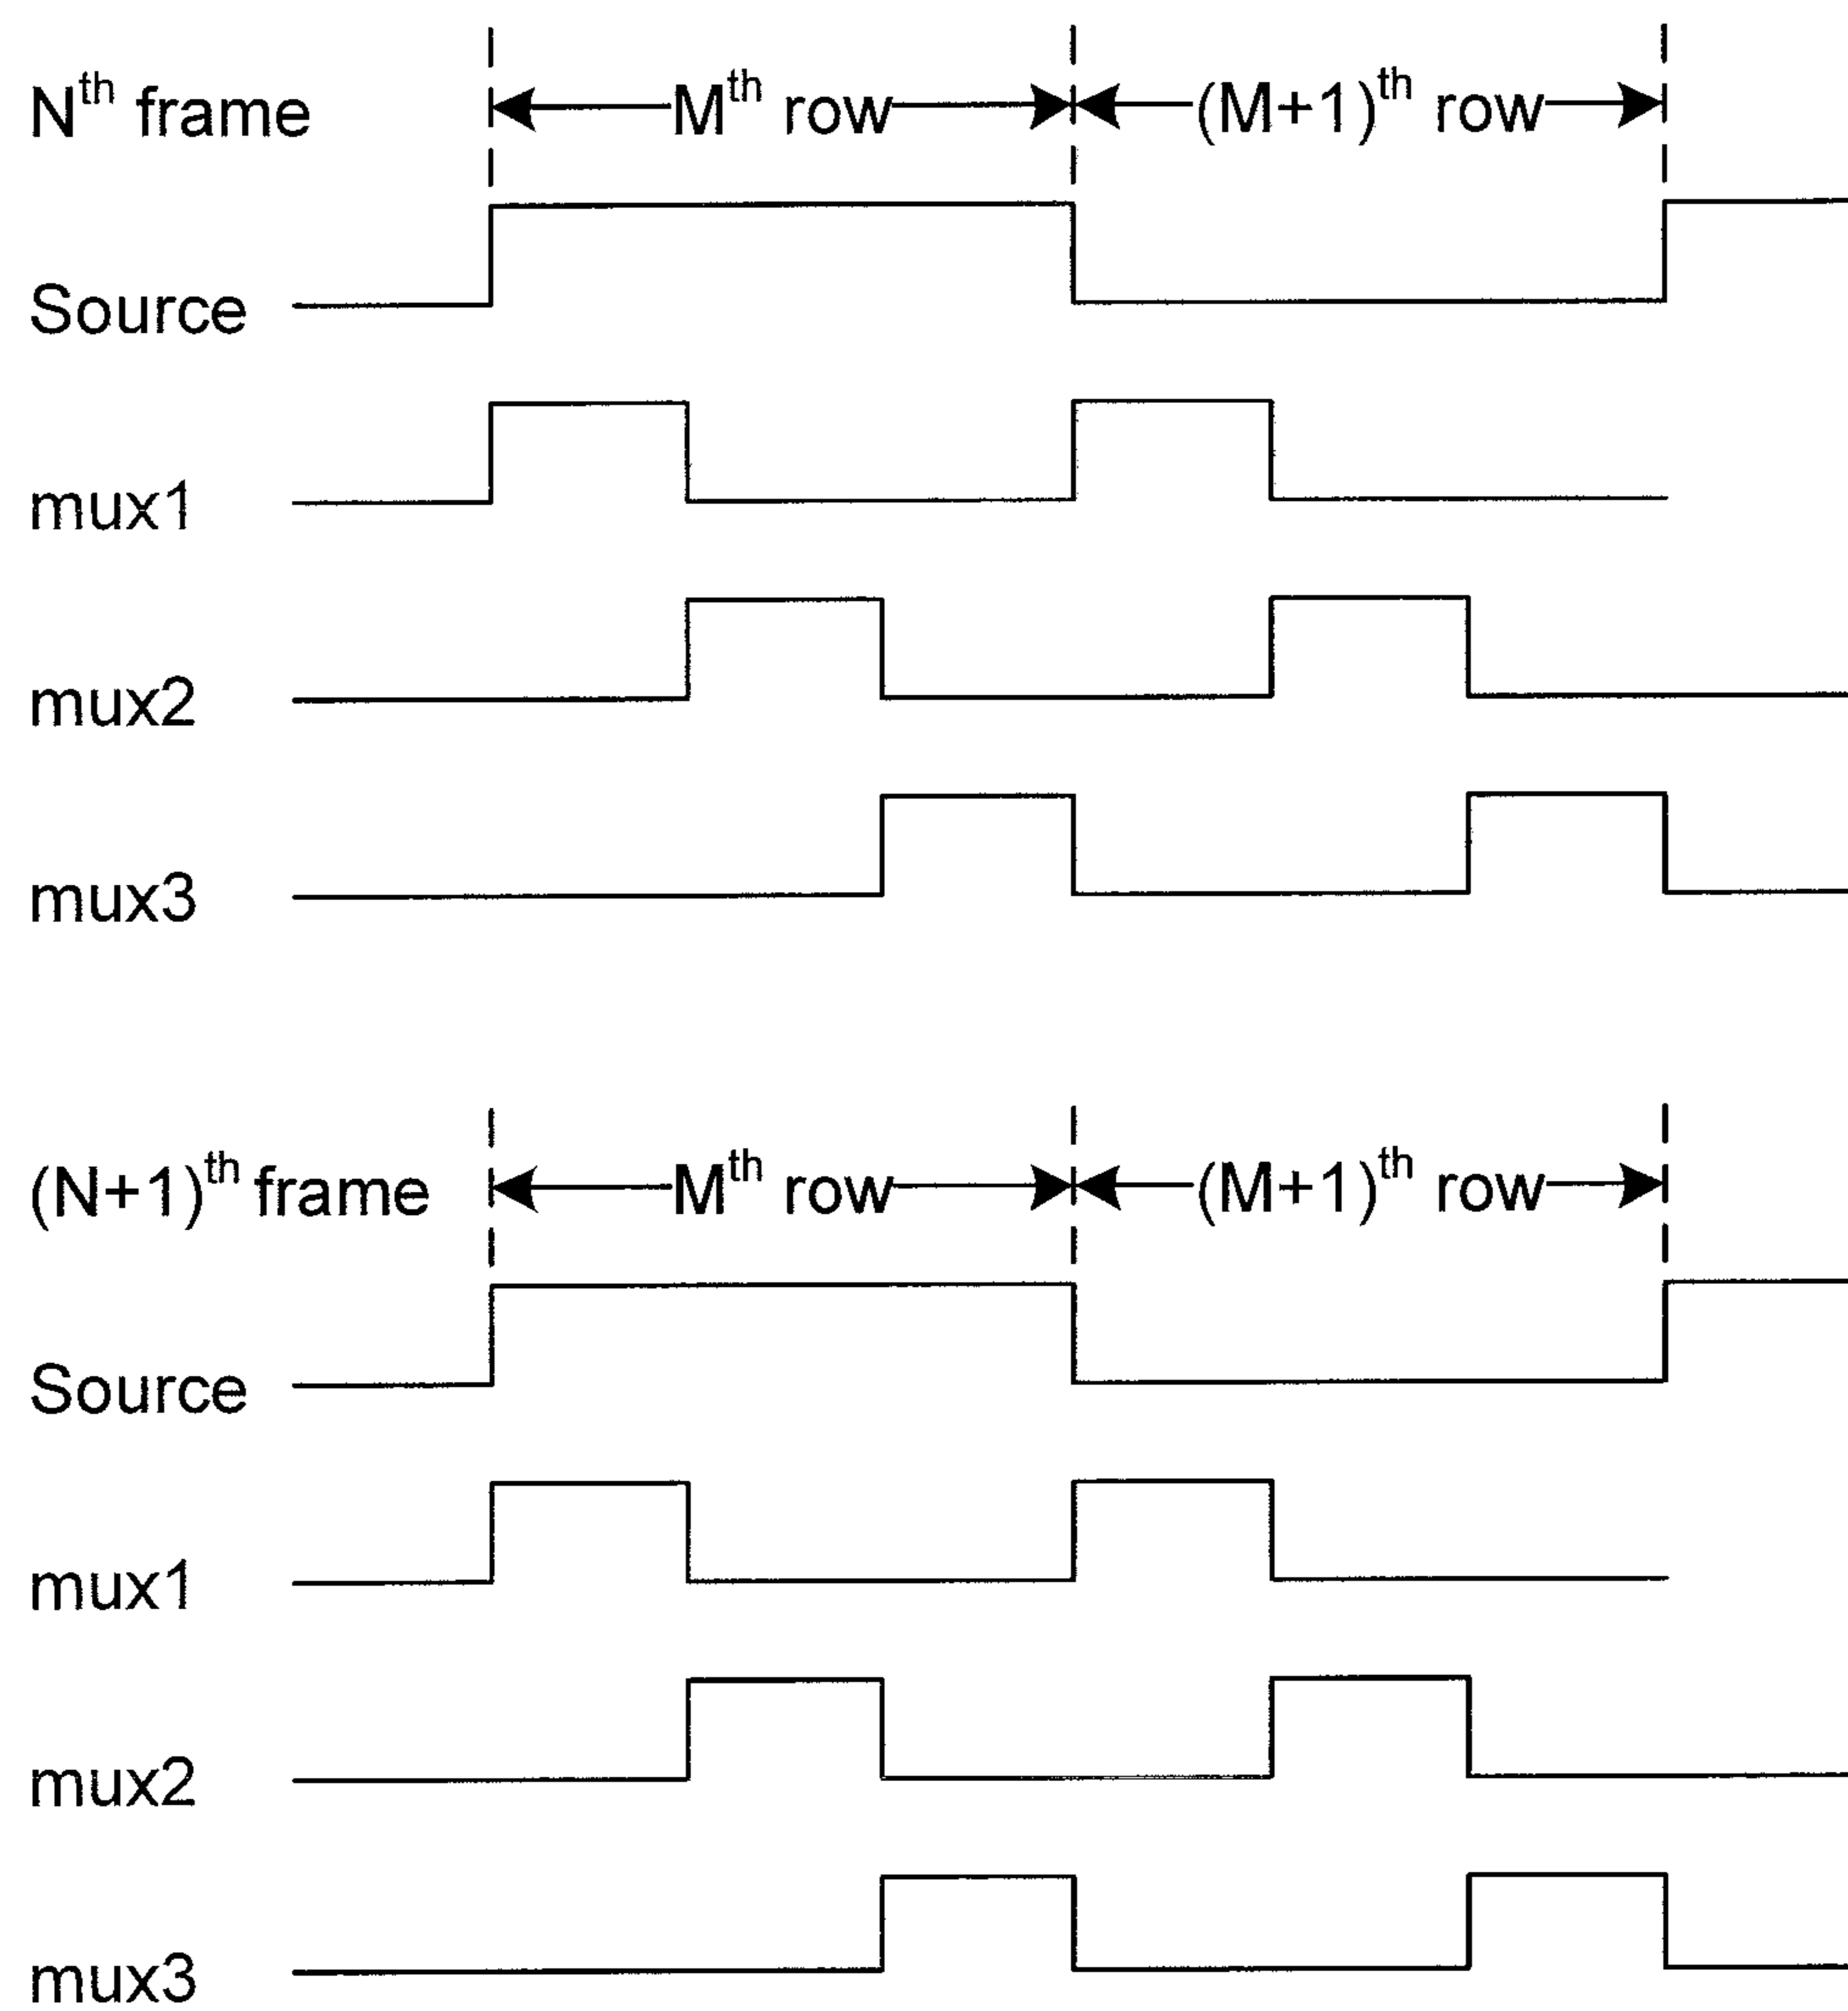 Nth frame
Mth row
(M+1)th row
Source
mux1
mux2
mux3
(N+1)th frame
Mth row
(M+1)th row
Source
mux1
mux2
mux3